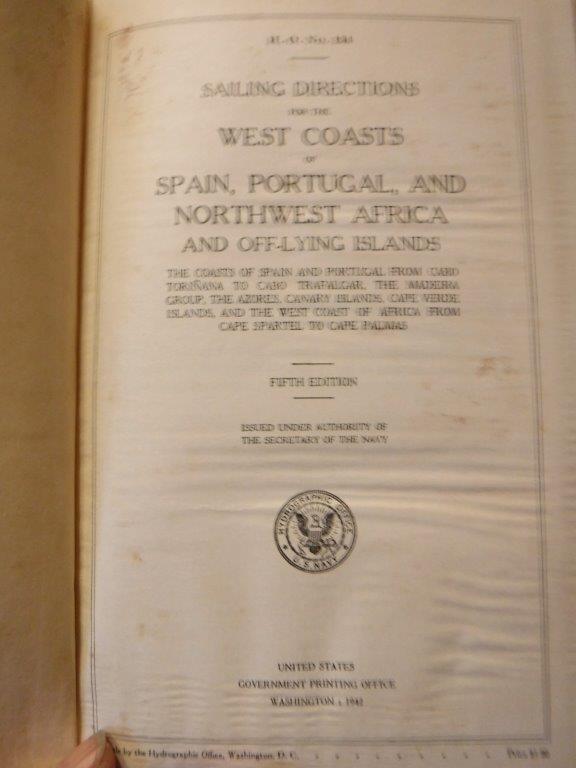 H. O. No. 134
SAILING DIRECTIONS
FOR THE
WEST COASTS
OF
SPAIN, PORTUGAL, AND
NORTHWEST AFRICA
AND OFF-LYING ISLANDS
THE COASTS OF SPAIN AND PORTUGAL FROM CABO
TORIÑANA TO CABO TRAFALGAR, THE MADEIRA
GROUP, THE AZORES, CANARY ISLANDS, CAPE VERDE
ISLANDS, AND THE WEST COAST OF AFRICA FROM
CAPE SPARTEL TO CAPE PALMAS
FIFTH EDITION
ISSUED UNDER AUTHORITY OF
THE SECRETARY OF THE NAVY
HYDROGRAPHIC OFFICE
U.S. NAVY
UNITED STATES
GOVERNMENT PRINTING OFFICE
WASHINGTON : 1942
by the Hydrographic Office, Washington, D. C.
Price